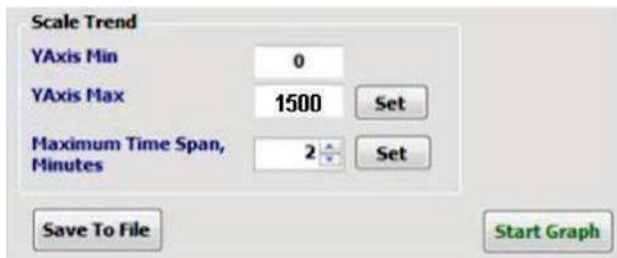 Scale Trend
YAxis Min 0
YAxis Max 1500 Set
Maximum Time Span,
Minutes 2 Set
Save To File Start Graph